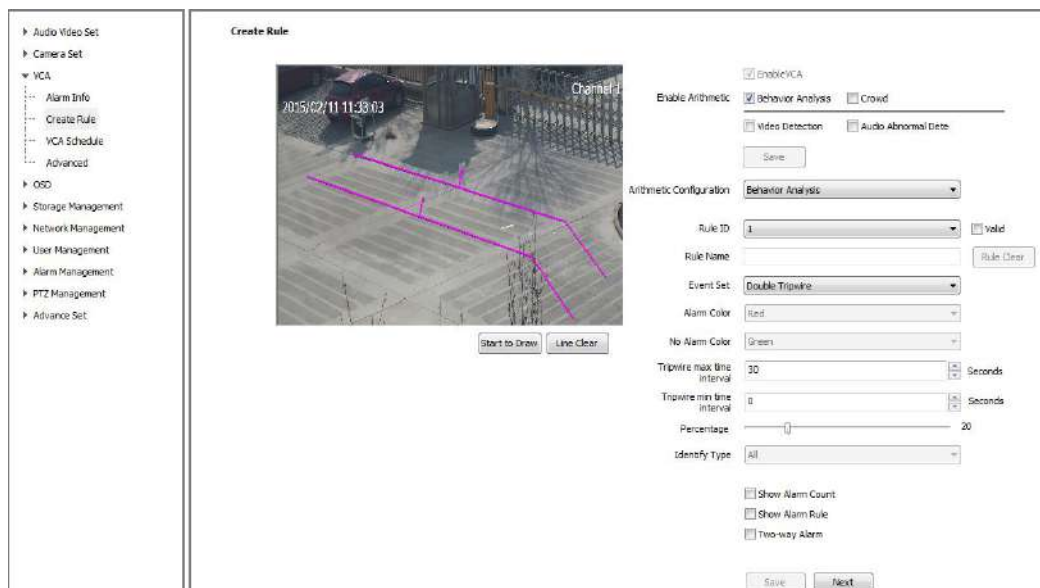 Audio Video Set
Camera Set
VCA
Alarm Info
Create Rule
VCA Schedule
Advanced
OSD
Storage Management
Network Management
User Management
Alarm Management
PTZ Management
Advance Set
Create Rule
2015/02/11 11:33:03
Channel 1
Start to Draw
Line Clear
EnableVCA
Enable Arithmetic
Behavior Analysis
Crowd
Video Detection
Audio Abnormal Dete
Save
Arithmetic Configuration
Behavior Analysis
Rule ID
1
Valid
Rule Name
Rule Clear
Event Set
Double Tripwire
Alarm Color
Red
No Alarm Color
Green
Tripwire max time
interval
30
Seconds
Tripwire min time
interval
0
Seconds
Percentage
20
Identify Type
All
Show Alarm Count
Show Alarm Rule
Two-way Alarm
Save
Next